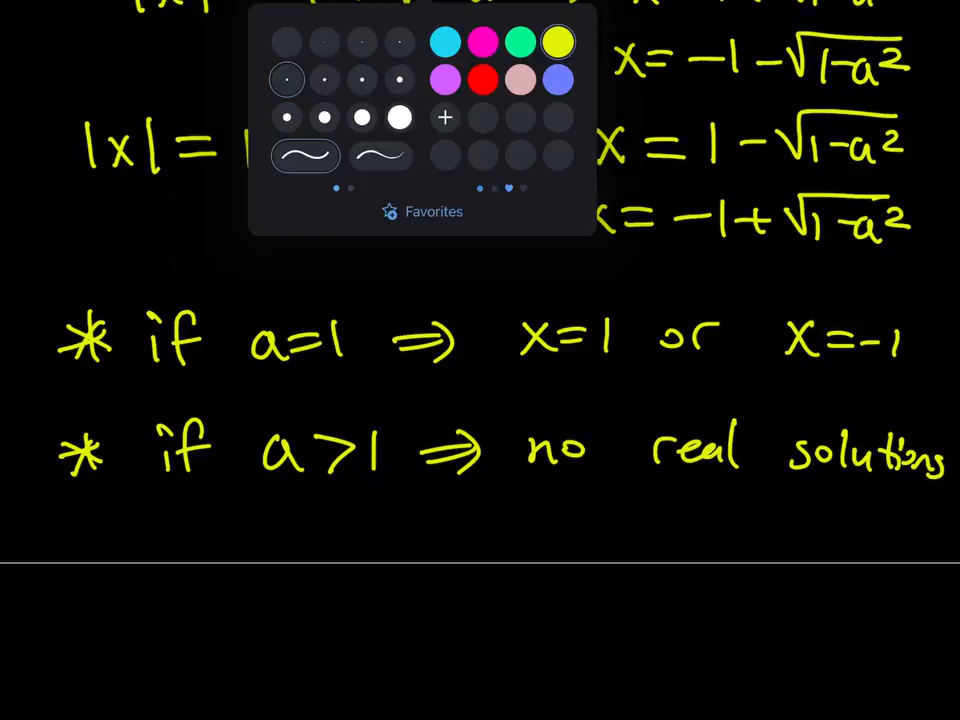 x = -1 - √1-a²
|x| = x = 1 - √1-a²
x = -1 + √1-a²
Favorites
* if a=1 ⇒ x=1 or x=-1
* if a>1 ⇒ no real solutions